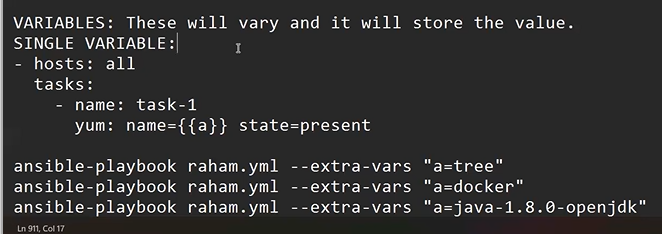 VARIABLES: These will vary and it will store the value.
SINGLE VARIABLE:
- hosts: all
  tasks:
    - name: task-1
      yum: name={{a}} state=present

ansible-playbook raham.yml --extra-vars "a=tree"
ansible-playbook raham.yml --extra-vars "a=docker"
ansible-playbook raham.yml --extra-vars "a=java-1.8.0-openjdk"
Ln 911, Col 17